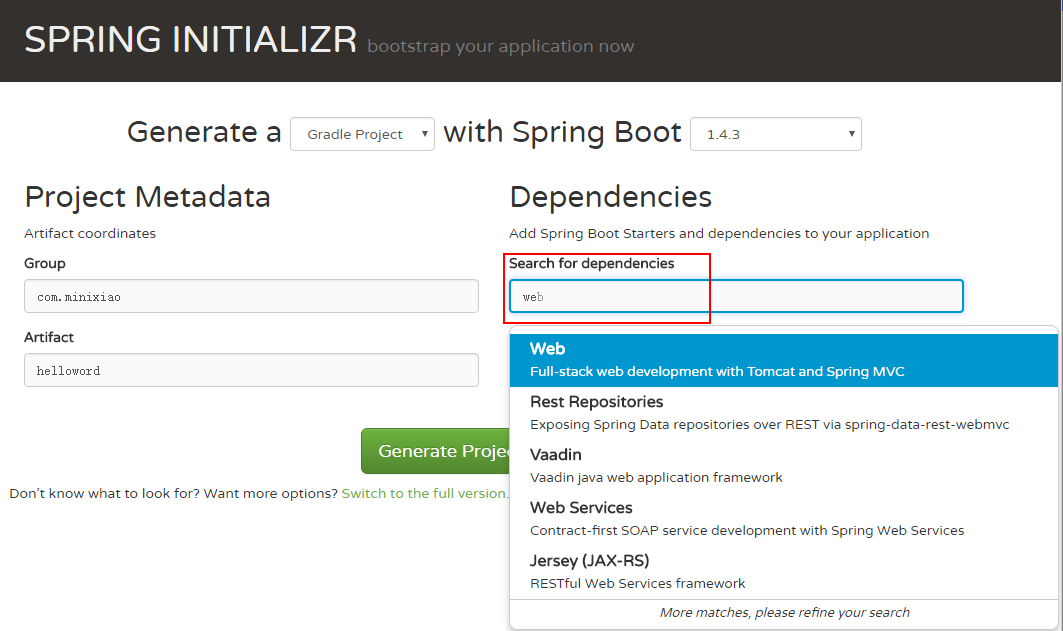 SPRING INITIALIZR bootstrap your application now
Generate a Gradle Project with Spring Boot 1.4.3
Project Metadata
Artifact coordinates
Group
com.minixiao
Artifact
helloword
Dependencies
Add Spring Boot Starters and dependencies to your application
Search for dependencies
web
Web
Full-stack web development with Tomcat and Spring MVC
Rest Repositories
Exposing Spring Data repositories over REST via spring-data-rest-webmvc
Vaadin
Vaadin java web application framework
Web Services
Contract-first SOAP service development with Spring Web Services
Jersey (JAX-RS)
RESTful Web Services framework
More matches, please refine your search
Generate Projec
Don't know what to look for? Want more options? Switch to the full version.